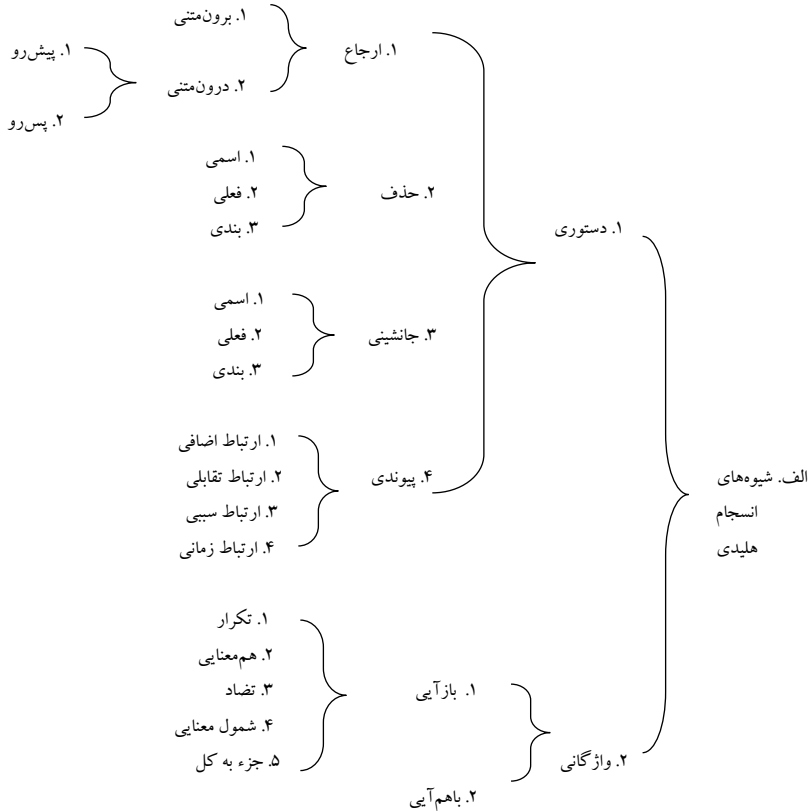 الف. شیوه‌های
انسجام
هلیدی
۱. دستوری
۱. ارجاع
۱. برون‌متنی
۲. درون‌متنی
۱. پیش‌رو
۲. پس‌رو
۲. حذف
۱. اسمی
۲. فعلی
۳. بندی
۳. جانشینی
۱. اسمی
۲. فعلی
۳. بندی
۴. پیوندی
۱. ارتباط اضافی
۲. ارتباط تقابلی
۳. ارتباط سببی
۴. ارتباط زمانی
۲. واژگانی
۱. بازآیی
۱. تکرار
۲. هم‌معنایی
۳. تضاد
۴. شمول معنایی
۵. جزء به کل
۲. باهم‌آیی